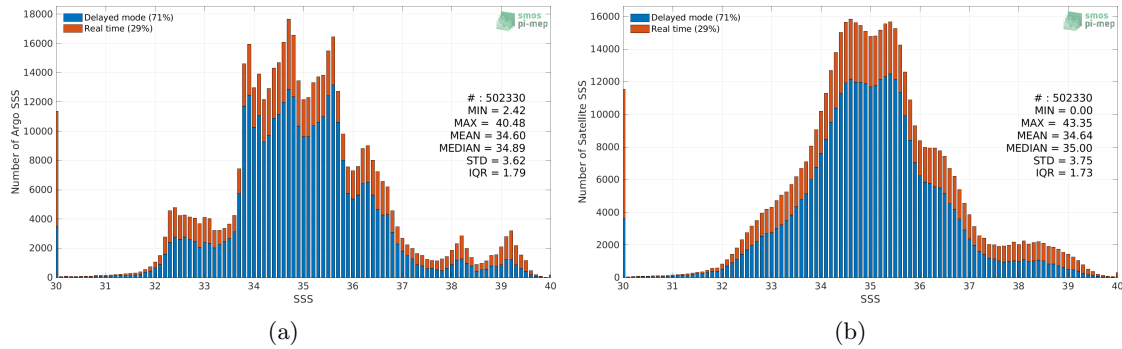 Delayed mode (71%)
Real time (29%)
smos
pi-mep
# : 502330
MIN = 2.42
MAX = 40.48
MEAN = 34.60
MEDIAN = 34.89
STD = 3.62
IQR = 1.79
Number of Argo SSS
18000
16000
14000
12000
10000
8000
6000
4000
2000
0
30 31 32 33 34 35 36 37 38 39 40
SSS
(a)
Delayed mode (71%)
Real time (29%)
smos
pi-mep
# : 502330
MIN = 0.00
MAX = 43.35
MEAN = 34.64
MEDIAN = 35.00
STD = 3.75
IQR = 1.73
Number of Satellite SSS
16000
14000
12000
10000
8000
6000
4000
2000
0
30 31 32 33 34 35 36 37 38 39 40
SSS
(b)